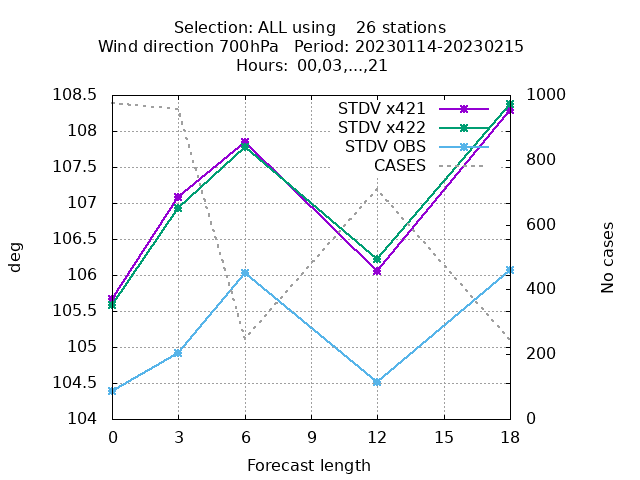 Selection: ALL using    26 stations
Wind direction 700hPa   Period: 20230114-20230215
Hours: 00,03,...,21
108.5
108
107.5
107
106.5
106
105.5
105
104.5
104
1000
800
600
400
200
0
STDV x421
STDV x422
STDV OBS
CASES
deg
No cases
0 3 6 9 12 15 18
Forecast length